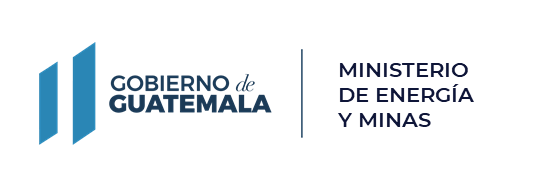 GOBIERNO de
GUATEMALA
MINISTERIO
DE ENERGÍA
Y MINAS